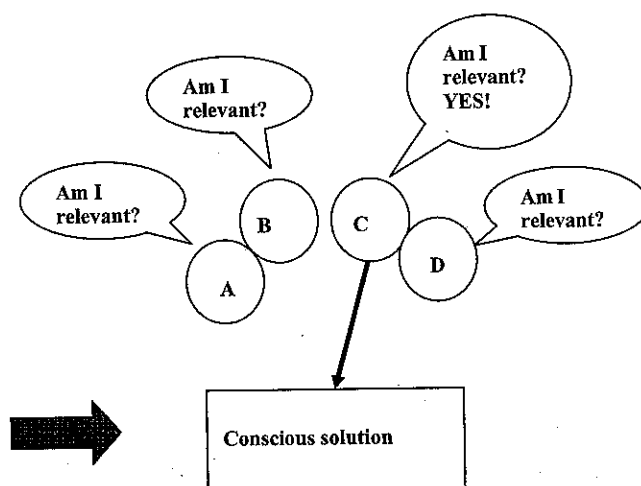 Am I
relevant?
YES!
Am I
relevant?
Am I
relevant?
Am I
relevant?
B
C
A
D
Conscious solution